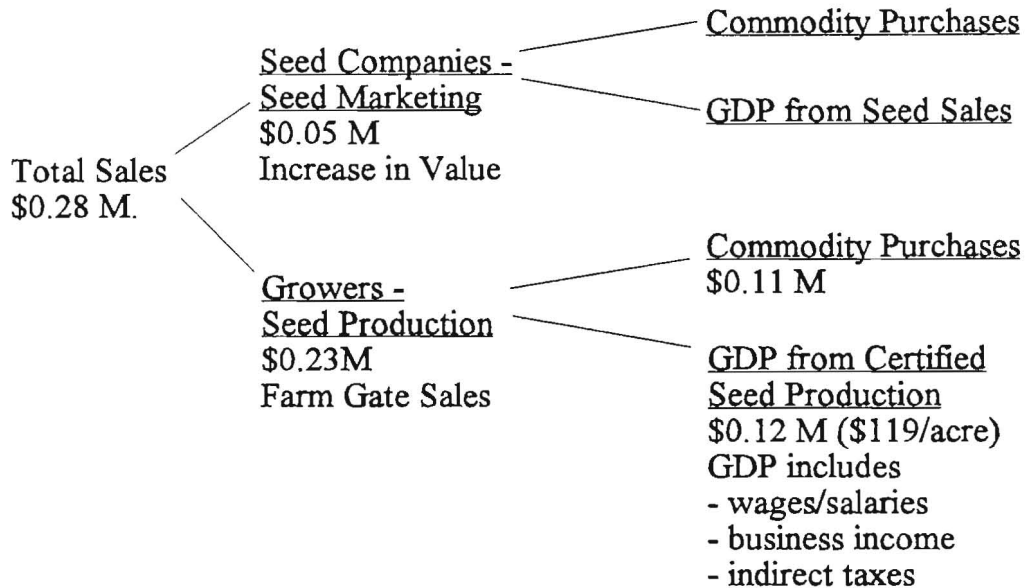 Total Sales
$0.28 M.
Seed Companies -
Seed Marketing
$0.05 M
Increase in Value
Commodity Purchases
GDP from Seed Sales
Growers -
Seed Production
$0.23M
Farm Gate Sales
Commodity Purchases
$0.11 M
GDP from Certified
Seed Production
$0.12 M ($119/acre)
GDP includes
- wages/salaries
- business income
- indirect taxes